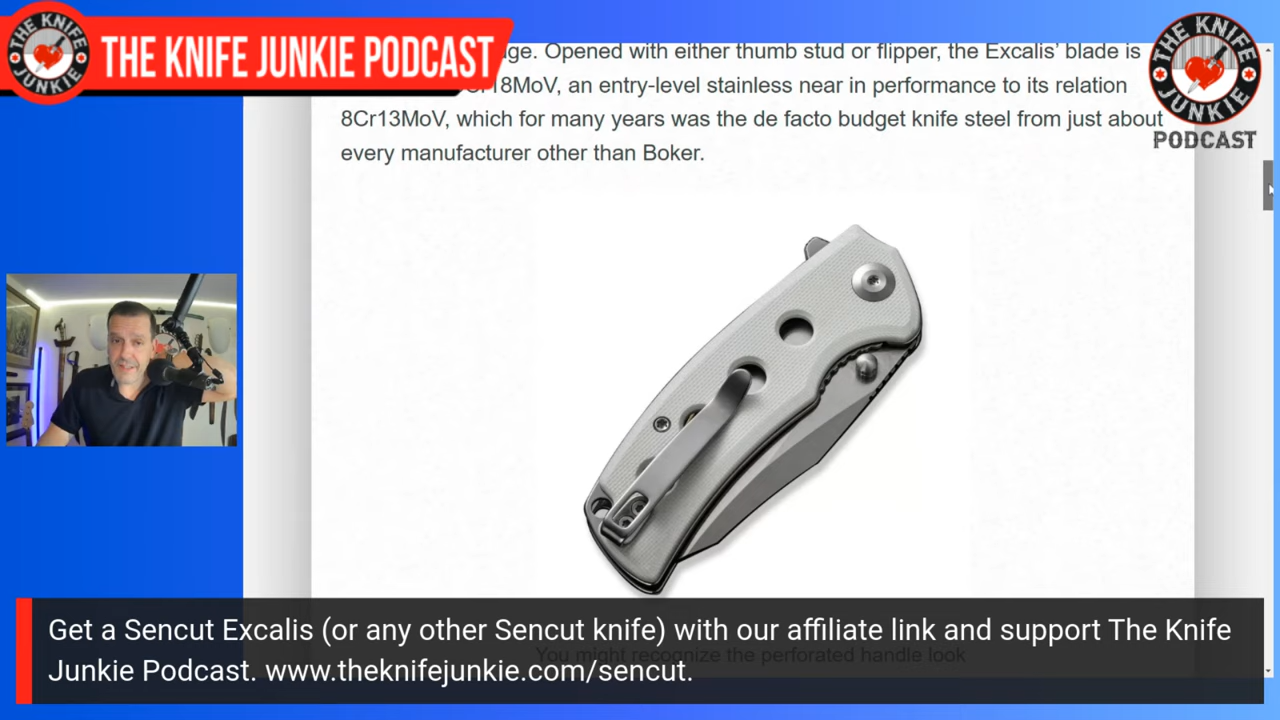 THE KNIFE JUNKIE
THE KNIFE JUNKIE PODCAST
THE KNIFE JUNKIE
PODCAST
Opened with either thumb stud or flipper, the Excalis’ blade is
18MoV, an entry-level stainless near in performance to its relation
8Cr13MoV, which for many years was the de facto budget knife steel from just about
every manufacturer other than Boker.
You might recognize the perforated handle look
Get a Sencut Excalis (or any other Sencut knife) with our affiliate link and support The Knife
Junkie Podcast. www.theknifejunkie.com/sencut.